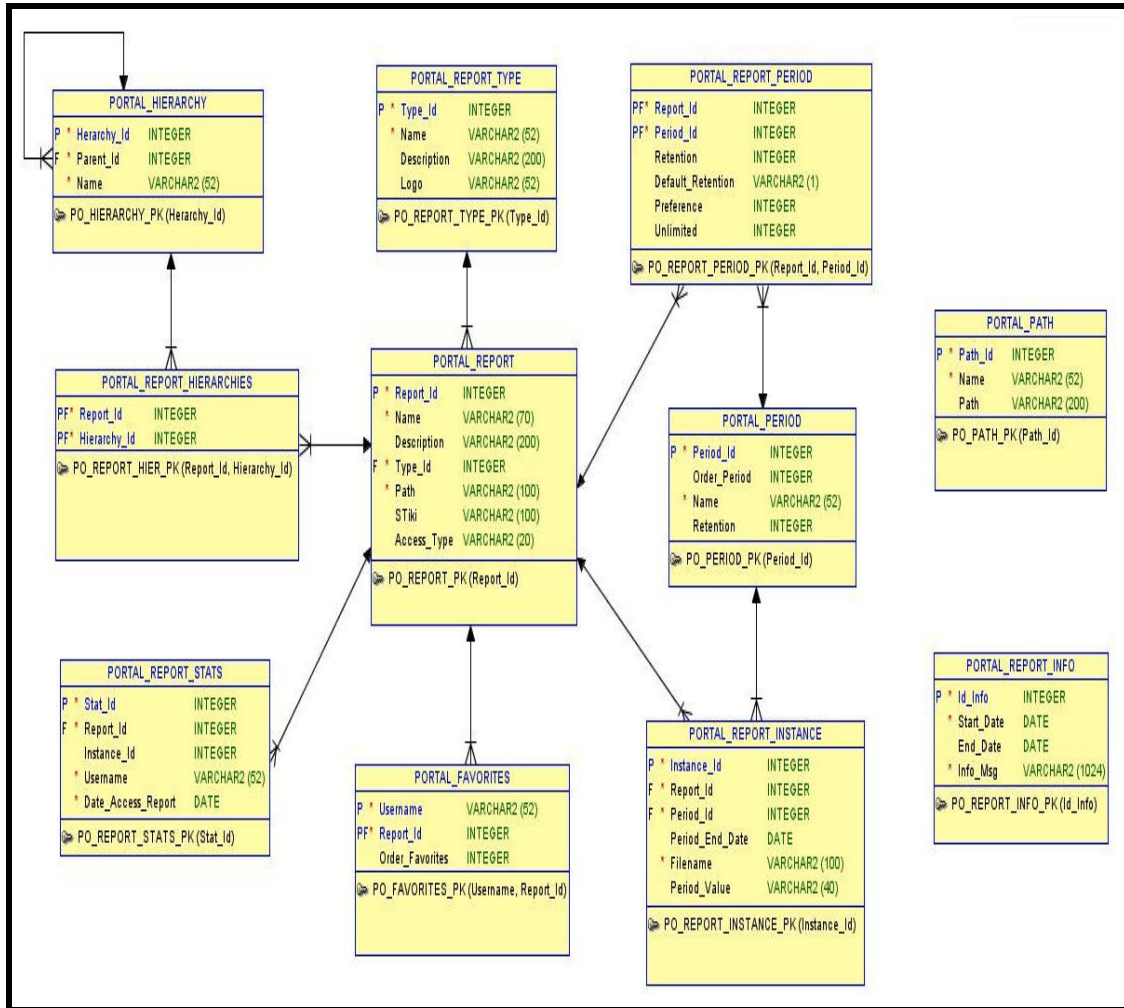 PORTAL_HIERARCHY
P * Herarchy_Id INTEGER
F * Parent_Id INTEGER
* Name VARCHAR2 (52)
PO_HIERARCHY_PK (Herarchy_Id)
PORTAL_REPORT_TYPE
P * Type_Id INTEGER
* Name VARCHAR2 (52)
Description VARCHAR2 (200)
Logo VARCHAR2 (52)
PO_REPORT_TYPE_PK (Type_Id)
PORTAL_REPORT_PERIOD
PF* Report_Id INTEGER
PF* Period_Id INTEGER
Retention INTEGER
Default_Retention VARCHAR2 (1)
Preference INTEGER
Unlimited INTEGER
PO_REPORT_PERIOD_PK (Report_Id, Period_Id)
PORTAL_REPORT_HIERARCHIES
PF* Report_Id INTEGER
PF* Hierarchy_Id INTEGER
PO_REPORT_HIER_PK (Report_Id, Hierarchy_Id)
PORTAL_REPORT
P * Report_Id INTEGER
* Name VARCHAR2 (70)
Description VARCHAR2 (200)
F * Type_Id INTEGER
* Path VARCHAR2 (100)
STiki VARCHAR2 (100)
Access_Type VARCHAR2 (20)
PO_REPORT_PK (Report_Id)
PORTAL_PERIOD
P * Period_Id INTEGER
Order_Period INTEGER
* Name VARCHAR2 (52)
Retention INTEGER
PO_PERIOD_PK (Period_Id)
PORTAL_PATH
P * Path_Id INTEGER
* Name VARCHAR2 (52)
Path VARCHAR2 (200)
PO_PATH_PK (Path_Id)
PORTAL_REPORT_STATS
P * Stat_Id INTEGER
F * Report_Id INTEGER
Instance_Id INTEGER
* Username VARCHAR2 (52)
* Date_Access_Report DATE
PO_REPORT_STATS_PK (Stat_Id)
PORTAL_FAVORITES
P * Username VARCHAR2 (52)
PF* Report_Id INTEGER
Order_Favorites INTEGER
PO_FAVORITES_PK (Username, Report_Id)
PORTAL_REPORT_INSTANCE
P * Instance_Id INTEGER
F * Report_Id INTEGER
F * Period_Id INTEGER
Period_End_Date DATE
* Filename VARCHAR2 (100)
Period_Value VARCHAR2 (40)
PO_REPORT_INSTANCE_PK (Instance_Id)
PORTAL_REPORT_INFO
P * Id_Info INTEGER
* Start_Date DATE
End_Date DATE
* Info_Msg VARCHAR2 (1024)
PO_REPORT_INFO_PK (Id_Info)